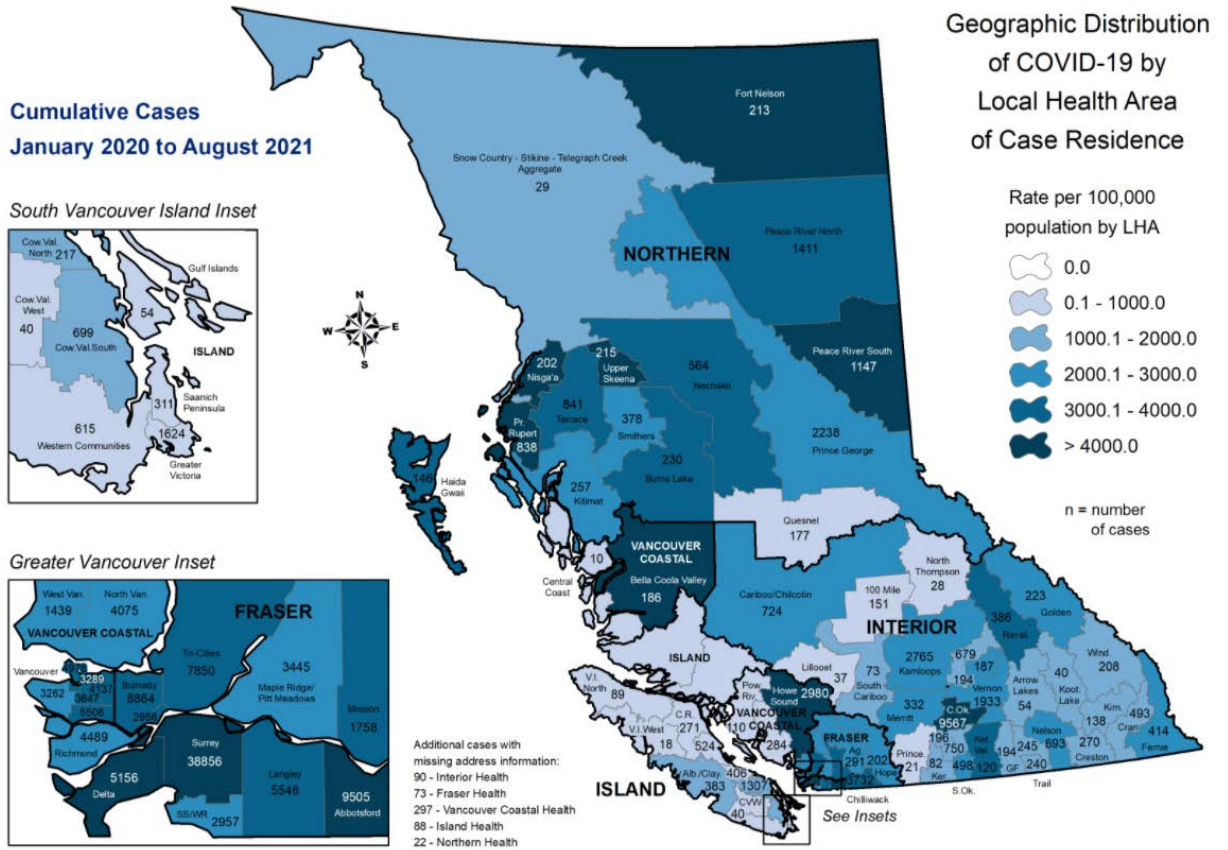 Geographic Distribution
of COVID-19 by
Local Health Area
of Case Residence
Cumulative Cases
January 2020 to August 2021
Rate per 100,000
population by LHA
0.0
0.1 - 1000.0
1000.1 - 2000.0
2000.1 - 3000.0
3000.1 - 4000.0
> 4000.0
n = number
of cases
South Vancouver Island Inset
Cow.Val.
North 217
Gulf Islands
Cow.Val.
West
40
54
699
Cow.Val.South
ISLAND
Saanich
Peninsula
311
615
Western Communities
1624
Greater
Victoria
N
W E
S
Fort Nelson
213
Snow Country - Stikine - Telegraph Creek
Aggregate
29
NORTHERN
Peace River North
1411
Peace River South
1147
202
Nisga'a
215
Upper
Skeena
564
Nechako
841
Terrace
378
Smithers
Pr.
Rupert
838
2238
Prince George
230
Burns Lake
146
Haida
Gwaii
257
Kitimat
Quesnel
177
VANCOUVER
COASTAL
Bella Coola Valley
186
10
Central
Coast
North
Thompson
28
Cariboo/Chilcotin
724
100 Mile
151
INTERIOR
223
Golden
386
Revel.
ISLAND
Lillooet
37
73
South
Cariboo
2765
Kamloops
679
187
194
Vernon
1933
Arrow
Lakes
54
40
Koot.
Lake
Wnd.
208
V.I.
North
89
Pow.
Riv.
110
Howe
Sound
2980
VANCOUVER
COASTAL
284
C.R.
271
V.I.West
18
524
332
Merritt
C.Ok.
9567
196
Ket.
Val.
120
Kim.
138
493
Cran.
414
Fernie
FRASER
Ag.
291
202
Hope
3732
Chilliwack
Prince.
21
750
82
Ker.
498
S.Ok.
194
GF
245
240
Trail
Nelson
693
270
Creston
ISLAND
Alb./Clay.
383
406
1307
CVW
40
See Insets
Greater Vancouver Inset
West Van.
1439
North Van.
4075
VANCOUVER COASTAL
FRASER
Tri-Cities
7850
3445
Maple Ridge/
Pitt Meadows
Mission
1758
Vancouver
3289
3262
4137
3647
5506
Burnaby
8864
2956
4489
Richmond
Surrey
38856
5156
Delta
Langley
5546
9505
Abbotsford
SS/WR
2957
Additional cases with
missing address information:
90 - Interior Health
73 - Fraser Health
297 - Vancouver Coastal Health
88 - Island Health
22 - Northern Health